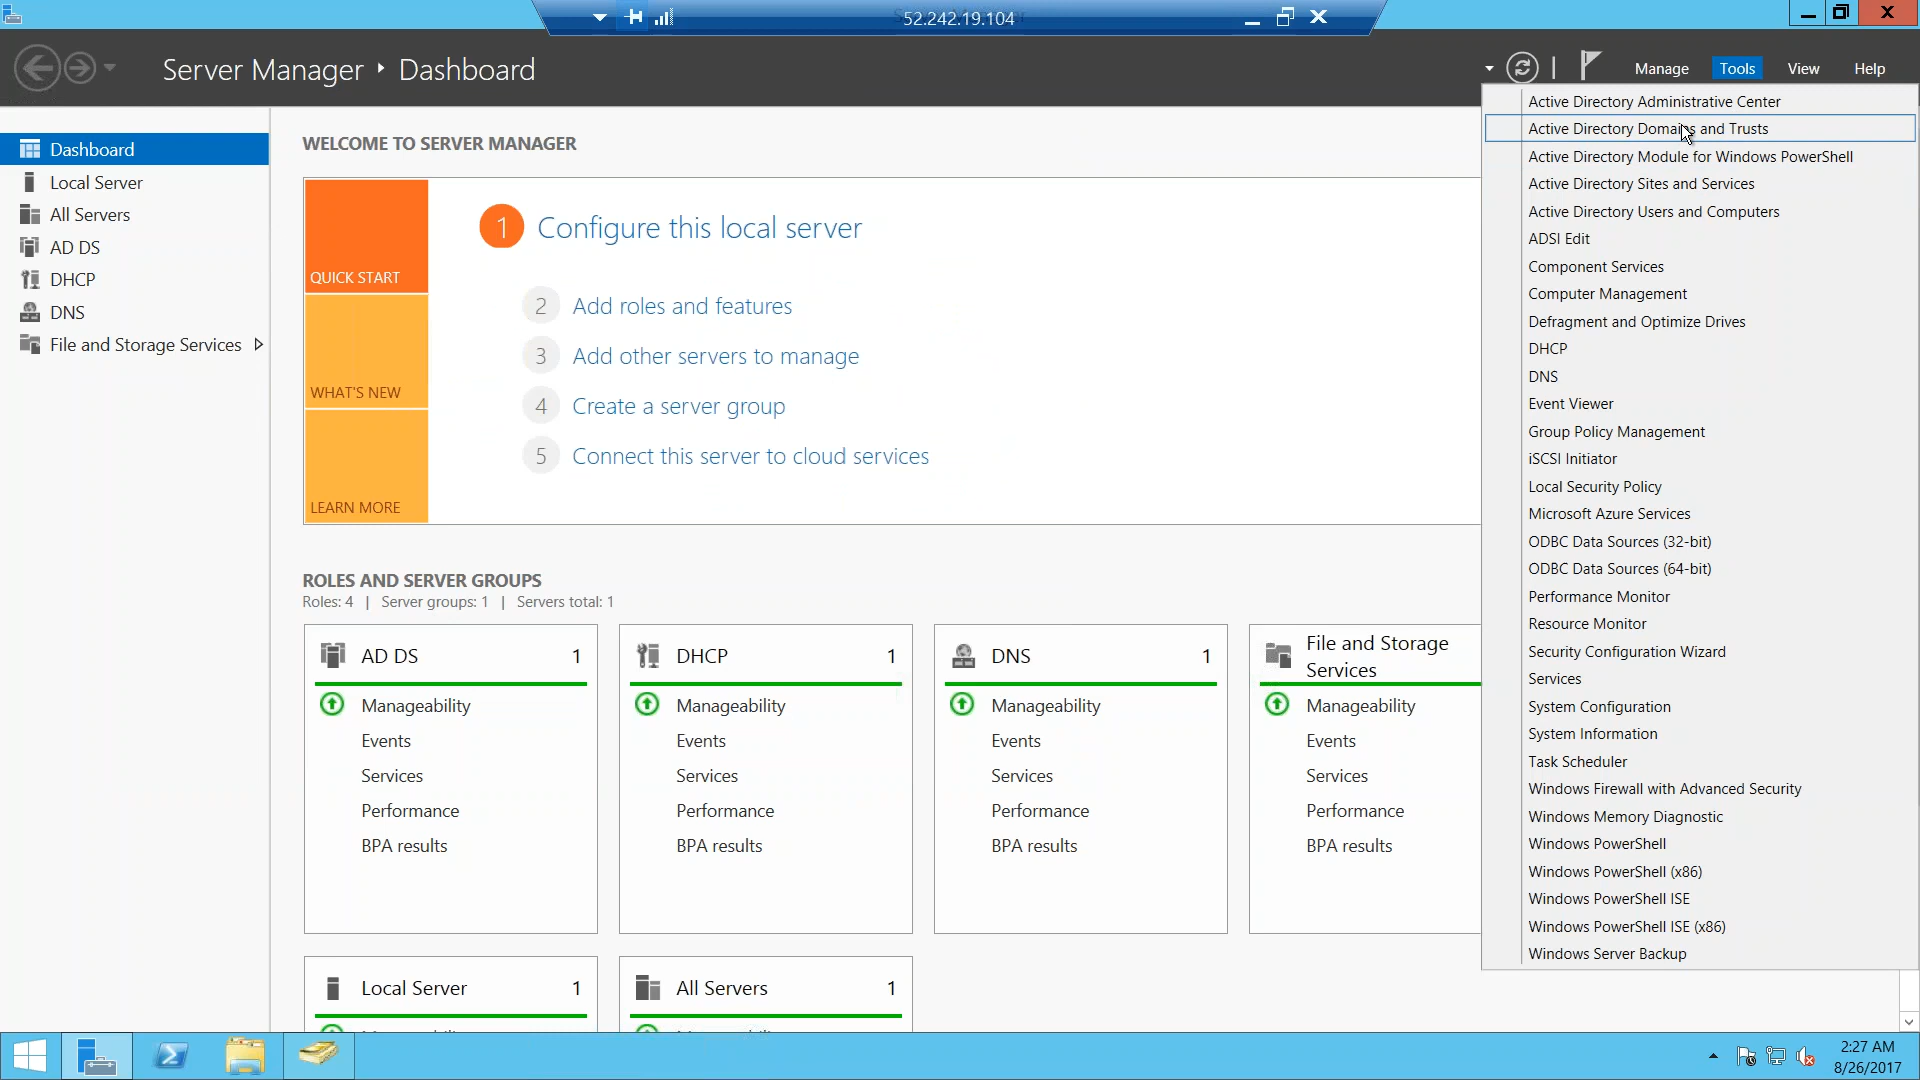 52.242.19.104
Server Manager ‣ Dashboard
Manage
Tools
View
Help
Dashboard
Local Server
All Servers
AD DS
DHCP
DNS
File and Storage Services
WELCOME TO SERVER MANAGER
QUICK START
WHAT'S NEW
LEARN MORE
1 Configure this local server
2 Add roles and features
3 Add other servers to manage
4 Create a server group
5 Connect this server to cloud services
ROLES AND SERVER GROUPS
Roles: 4 | Server groups: 1 | Servers total: 1
AD DS 1
Manageability
Events
Services
Performance
BPA results
DHCP 1
Manageability
Events
Services
Performance
BPA results
DNS 1
Manageability
Events
Services
Performance
BPA results
File and Storage
Services
Manageability
Events
Services
Performance
BPA results
Local Server 1
All Servers 1
Active Directory Administrative Center
Active Directory Domains and Trusts
Active Directory Module for Windows PowerShell
Active Directory Sites and Services
Active Directory Users and Computers
ADSI Edit
Component Services
Computer Management
Defragment and Optimize Drives
DHCP
DNS
Event Viewer
Group Policy Management
iSCSI Initiator
Local Security Policy
Microsoft Azure Services
ODBC Data Sources (32-bit)
ODBC Data Sources (64-bit)
Performance Monitor
Resource Monitor
Security Configuration Wizard
Services
System Configuration
System Information
Task Scheduler
Windows Firewall with Advanced Security
Windows Memory Diagnostic
Windows PowerShell
Windows PowerShell (x86)
Windows PowerShell ISE
Windows PowerShell ISE (x86)
Windows Server Backup
2:27 AM
8/26/2017